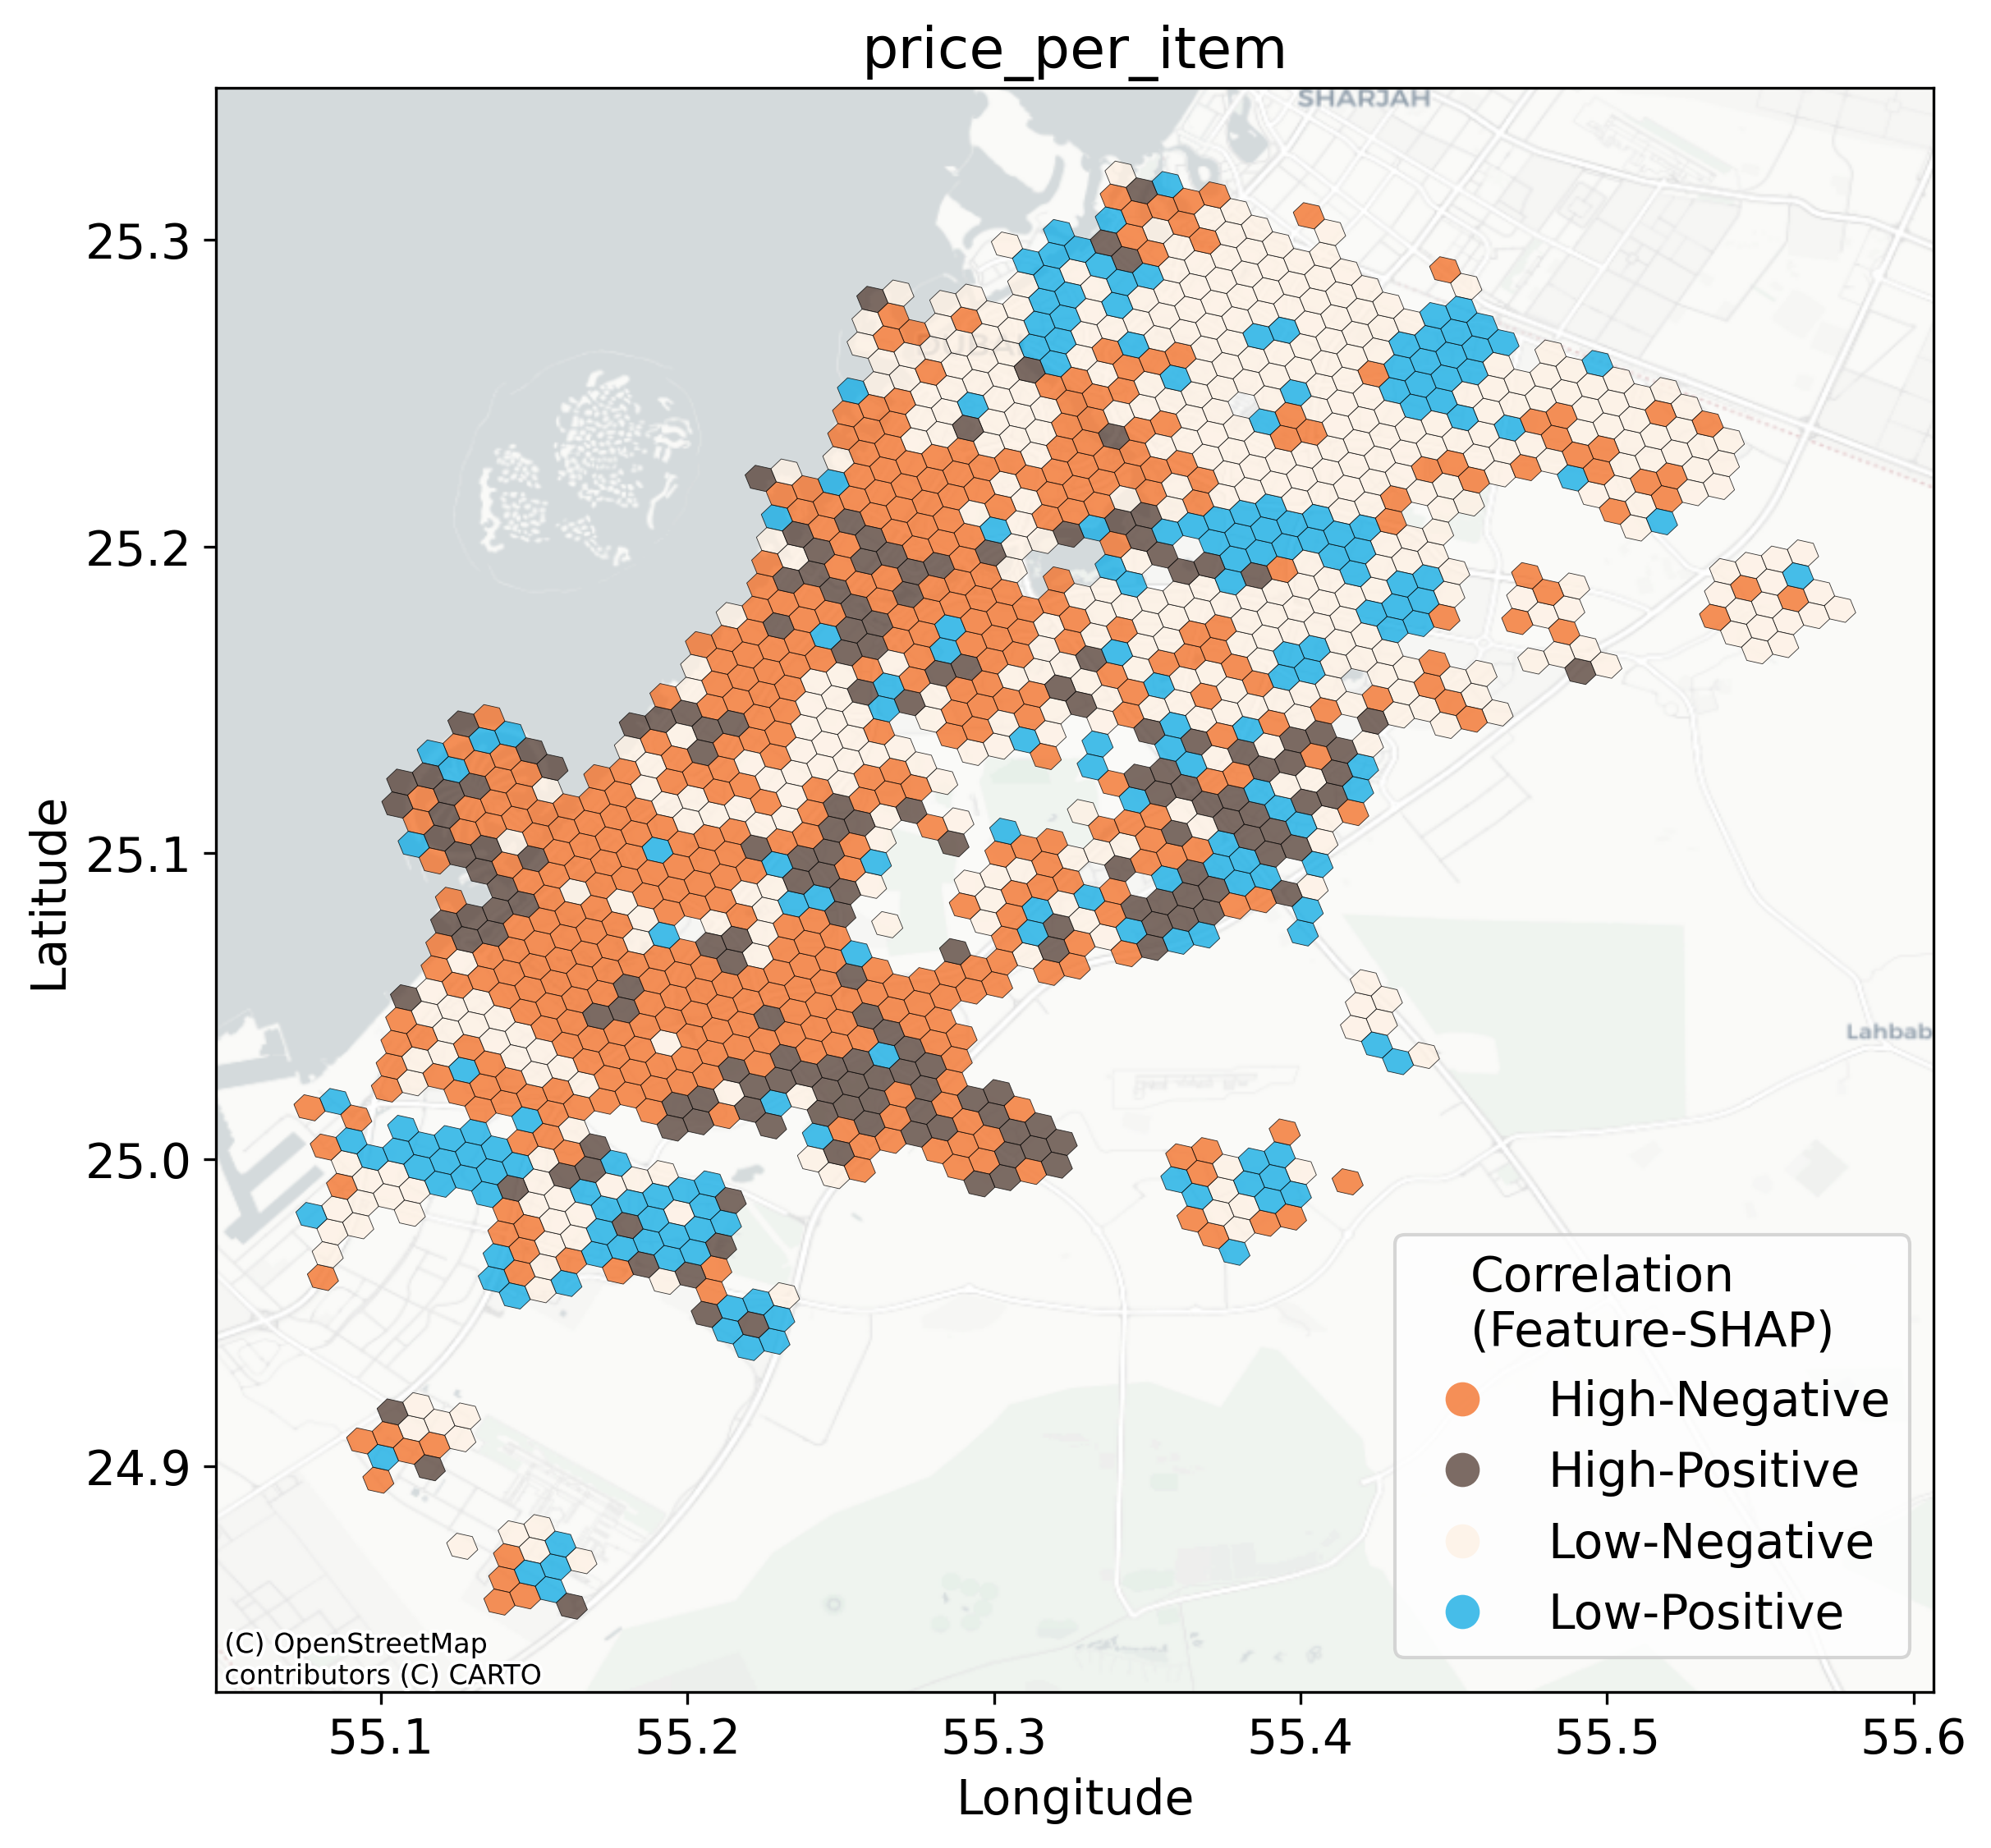 price_per_item
SHARJAH
DUBAI
Lahbab
25.3
25.2
25.1
25.0
24.9
Latitude
Correlation
(Feature-SHAP)
High-Negative
High-Positive
Low-Negative
Low-Positive
(C) OpenStreetMap
contributors (C) CARTO
55.1
55.2
55.3
55.4
55.5
55.6
Longitude